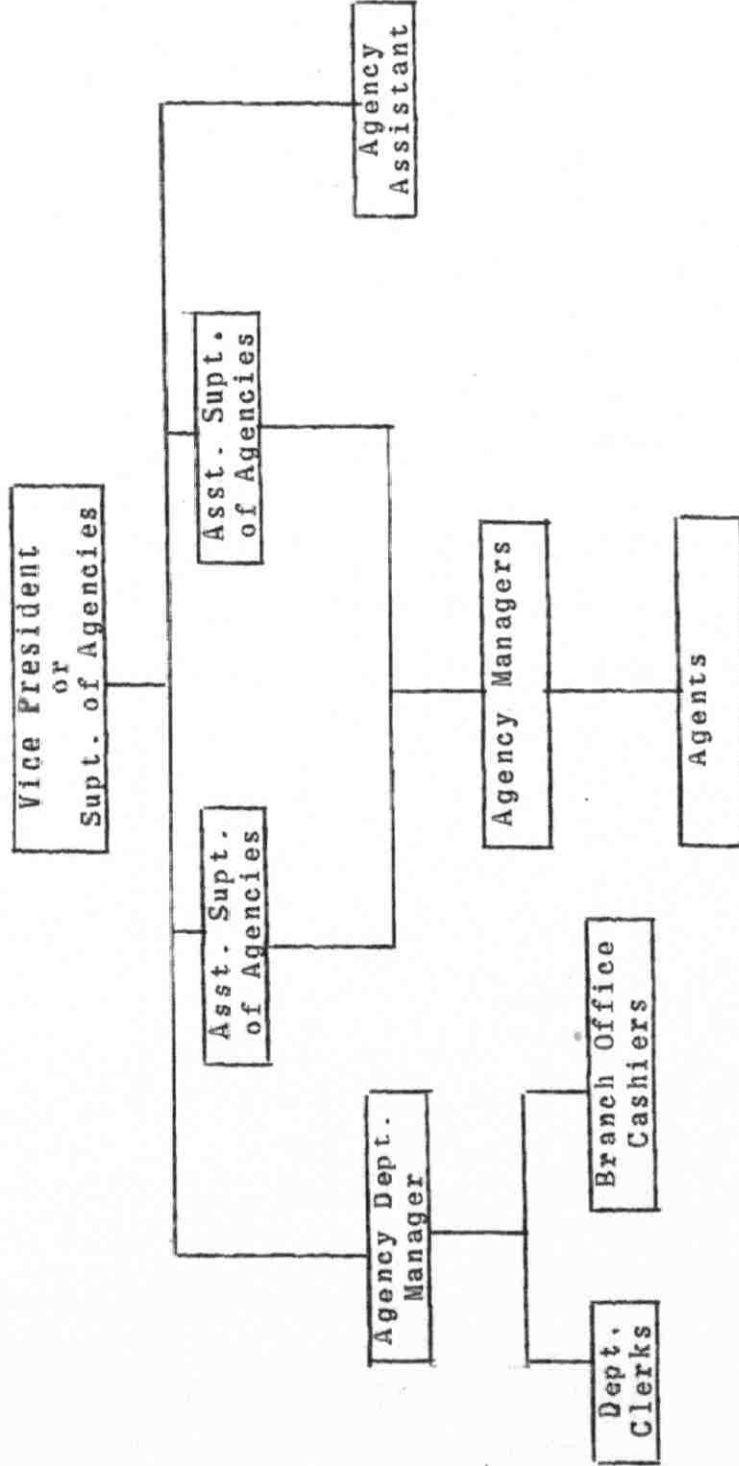 Vice President
or
Supt. of Agencies
Asst. Supt.
of Agencies
Asst. Supt.
of Agencies
Agency Dept.
Manager
Agency
Assistant
Agency Managers
Dept.
Clerks
Branch Office
Cashiers
Agents